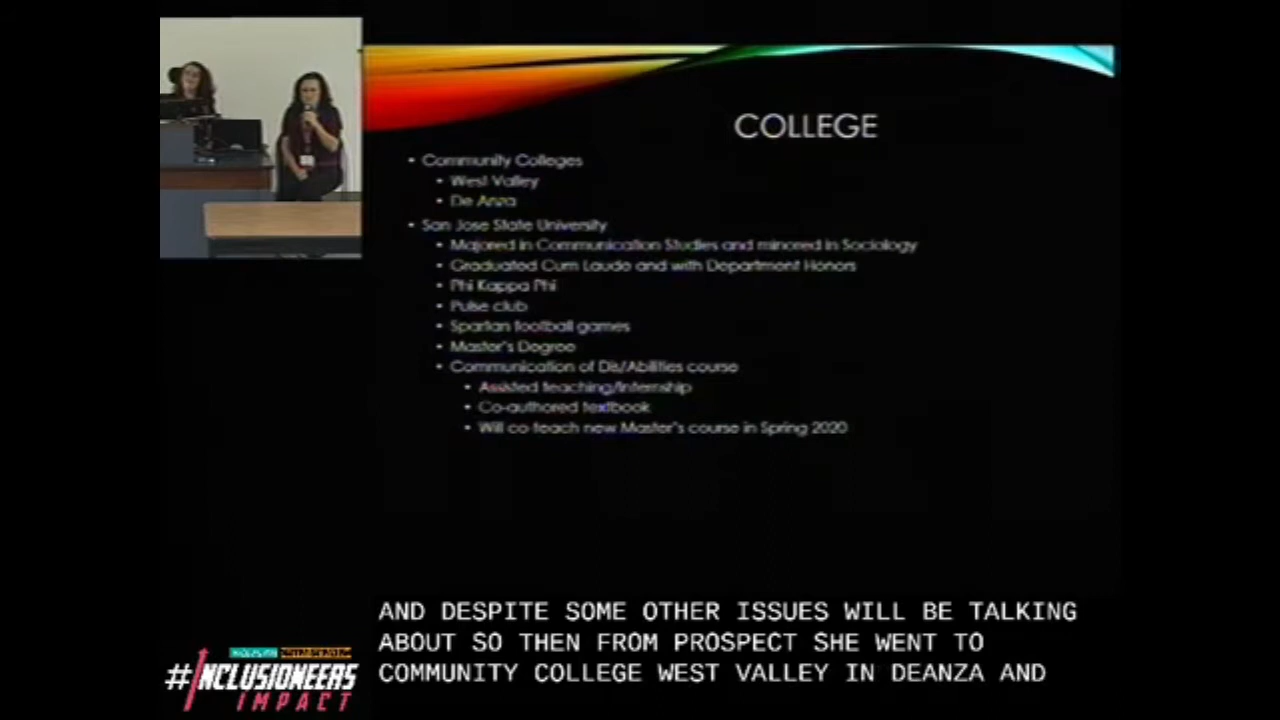 COLLEGE
• Community Colleges
• West Valley
• De Anza
• San Jose State University
• Majored in Communication Studies and minored in Sociology
• Graduated Cum Laude and with Department Honors
• Phi Kappa Phi
• Pulse club
• Spartan football games
• Master's Degree
• Communication of Dis/Abilities course
• Assisted teaching/internship
• Co-authored textbook
• Will co-teach new Master's course in Spring 2020
AND DESPITE SOME OTHER ISSUES WILL BE TALKING
ABOUT SO THEN FROM PROSPECT SHE WENT TO
COMMUNITY COLLEGE WEST VALLEY IN DEANZA AND
#INCLUSIONEERS
IMPACT